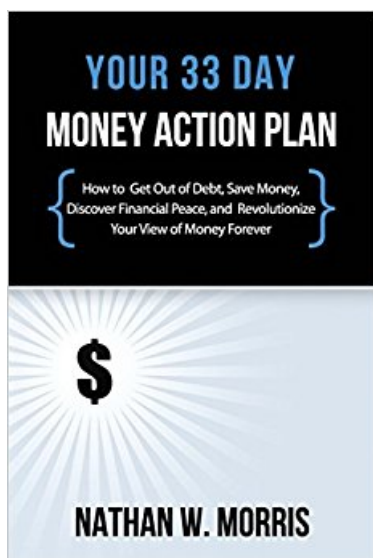 YOUR 33 DAY
MONEY ACTION PLAN
How to Get Out of Debt, Save Money,
Discover Financial Peace, and Revolutionize
Your View of Money Forever
$
NATHAN W. MORRIS